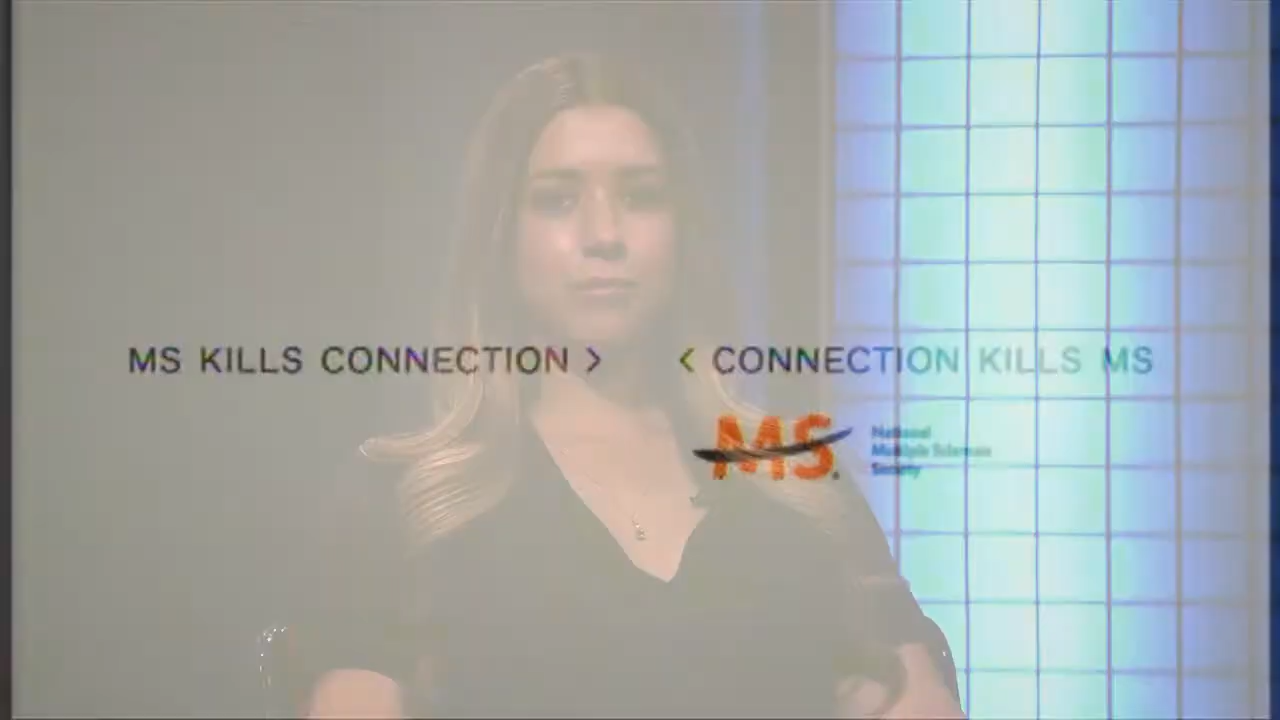 MS KILLS CONNECTION > < CONNECTION KILLS MS
MS.
National
Multiple Sclerosis
Society